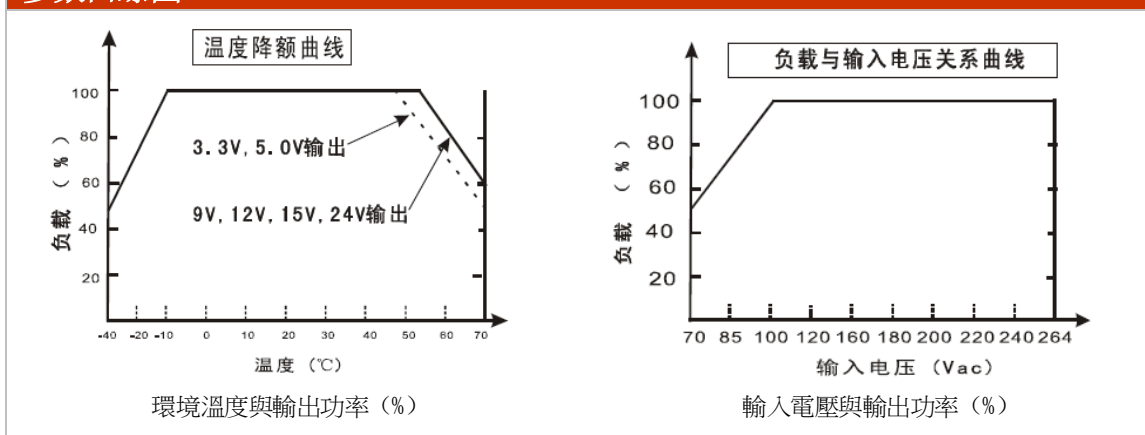 温度降额曲线
100
80
60
40
20
负载 (%)
3.3V,5.0V输出
9V,12V,15V,24V输出
-40 -20 -10 0 10 20 30 40 50 60 70
温度 (℃)
環境溫度與輸出功率(%)
负载与输入电压关系曲线
100
80
60
40
20
负载 (%)
70 85 100 120 160 180 200 220 240 264
输入电压 (Vac)
輸入電壓與輸出功率(%)